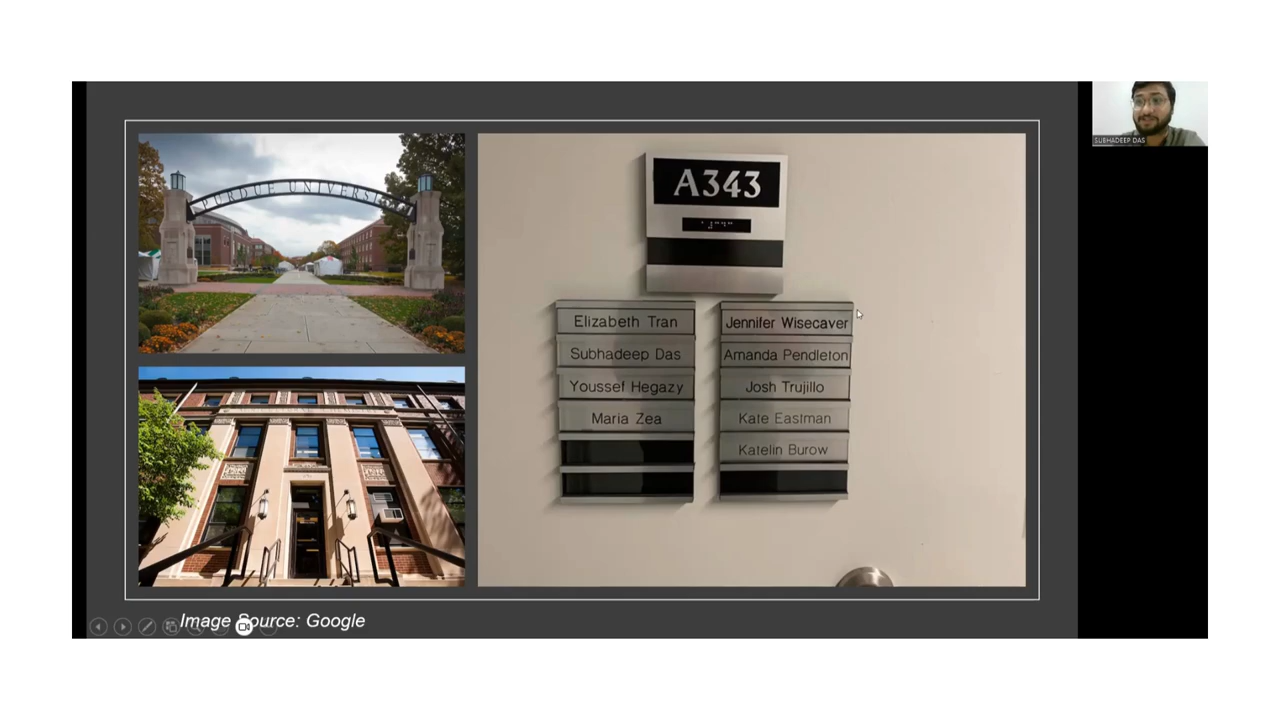 PURDUE UNIVERSITY
A343
Elizabeth Tran
Subhadeep Das
Youssef Hegazy
Maria Zea
Jennifer Wisecaver
Amanda Pendleton
Josh Trujillo
Kate Eastman
Katelin Burow
Image Source: Google
SUBHADEEP DAS